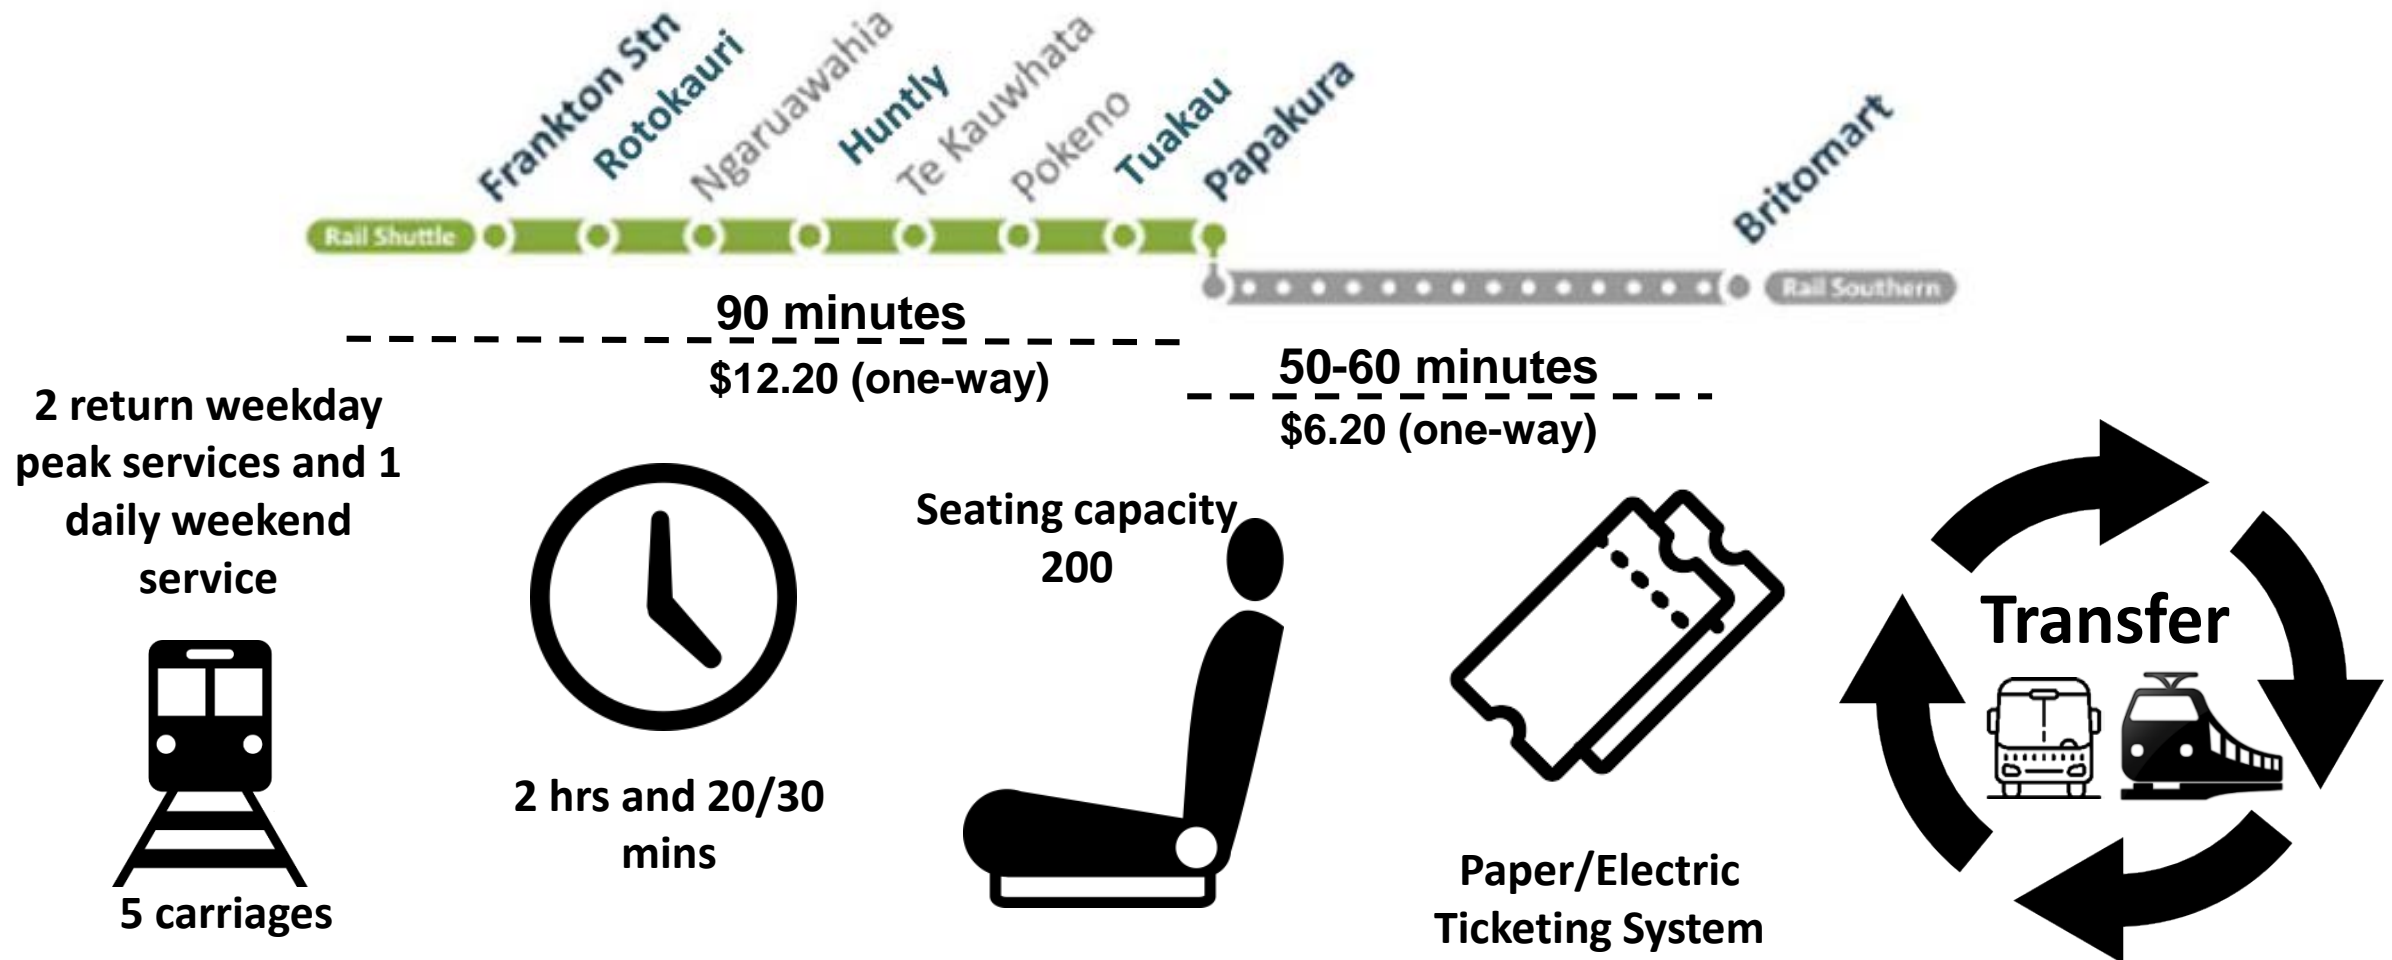 Frankton Stn
Rotokauri
Ngaruawahia
Huntly
Te Kauwhata
Pokeno
Tuakau
Papakura
Britomart
Rail Shuttle
Rail Southern
90 minutes
$12.20 (one-way)
50-60 minutes
$6.20 (one-way)
2 return weekday
peak services and 1
daily weekend
service
5 carriages
2 hrs and 20/30
mins
Seating capacity
200
Paper/Electric
Ticketing System
Transfer